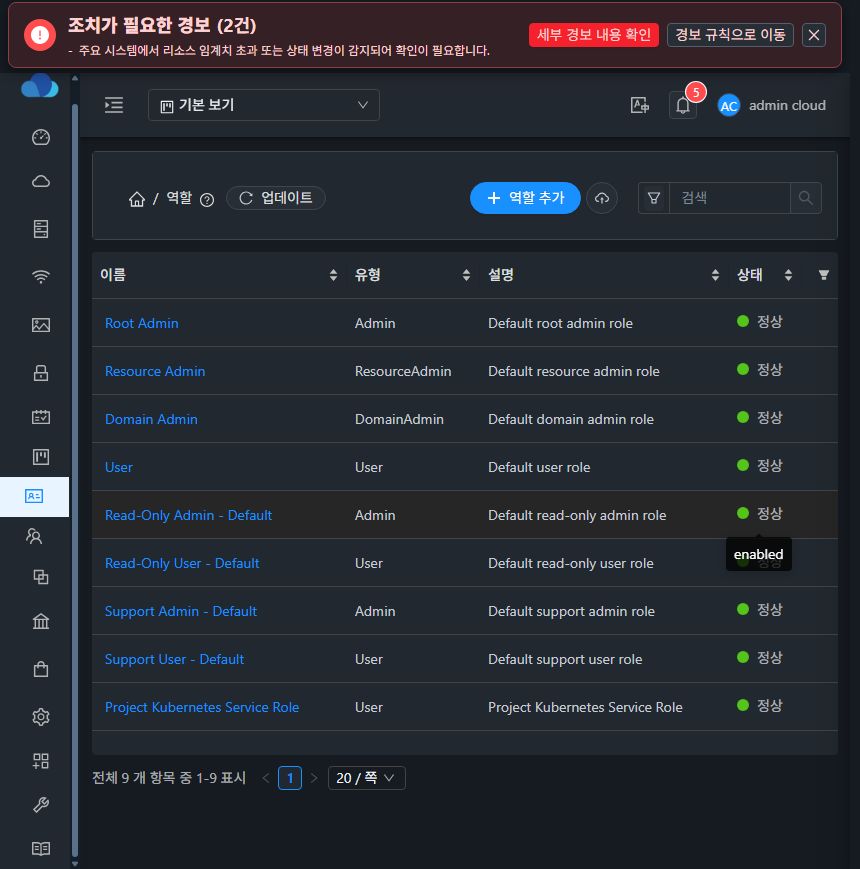 조치가 필요한 경보 (2건)
- 주요 시스템에서 리소스 임계치 초과 또는 상태 변경이 감지되어 확인이 필요합니다.
세부 경보 내용 확인
경보 규칙으로 이동
기본 보기
5
AC
admin cloud
/ 역할
업데이트
역할 추가
검색
이름 유형 설명 상태
Root Admin Admin Default root admin role 정상
Resource Admin ResourceAdmin Default resource admin role 정상
Domain Admin DomainAdmin Default domain admin role 정상
User User Default user role 정상
Read-Only Admin - Default Admin Default read-only admin role 정상
enabled
Read-Only User - Default User Default read-only user role 정상
Support Admin - Default Admin Default support admin role 정상
Support User - Default User Default support user role 정상
Project Kubernetes Service Role User Project Kubernetes Service Role 정상
전체 9 개 항목 중 1-9 표시
1
20 / 쪽